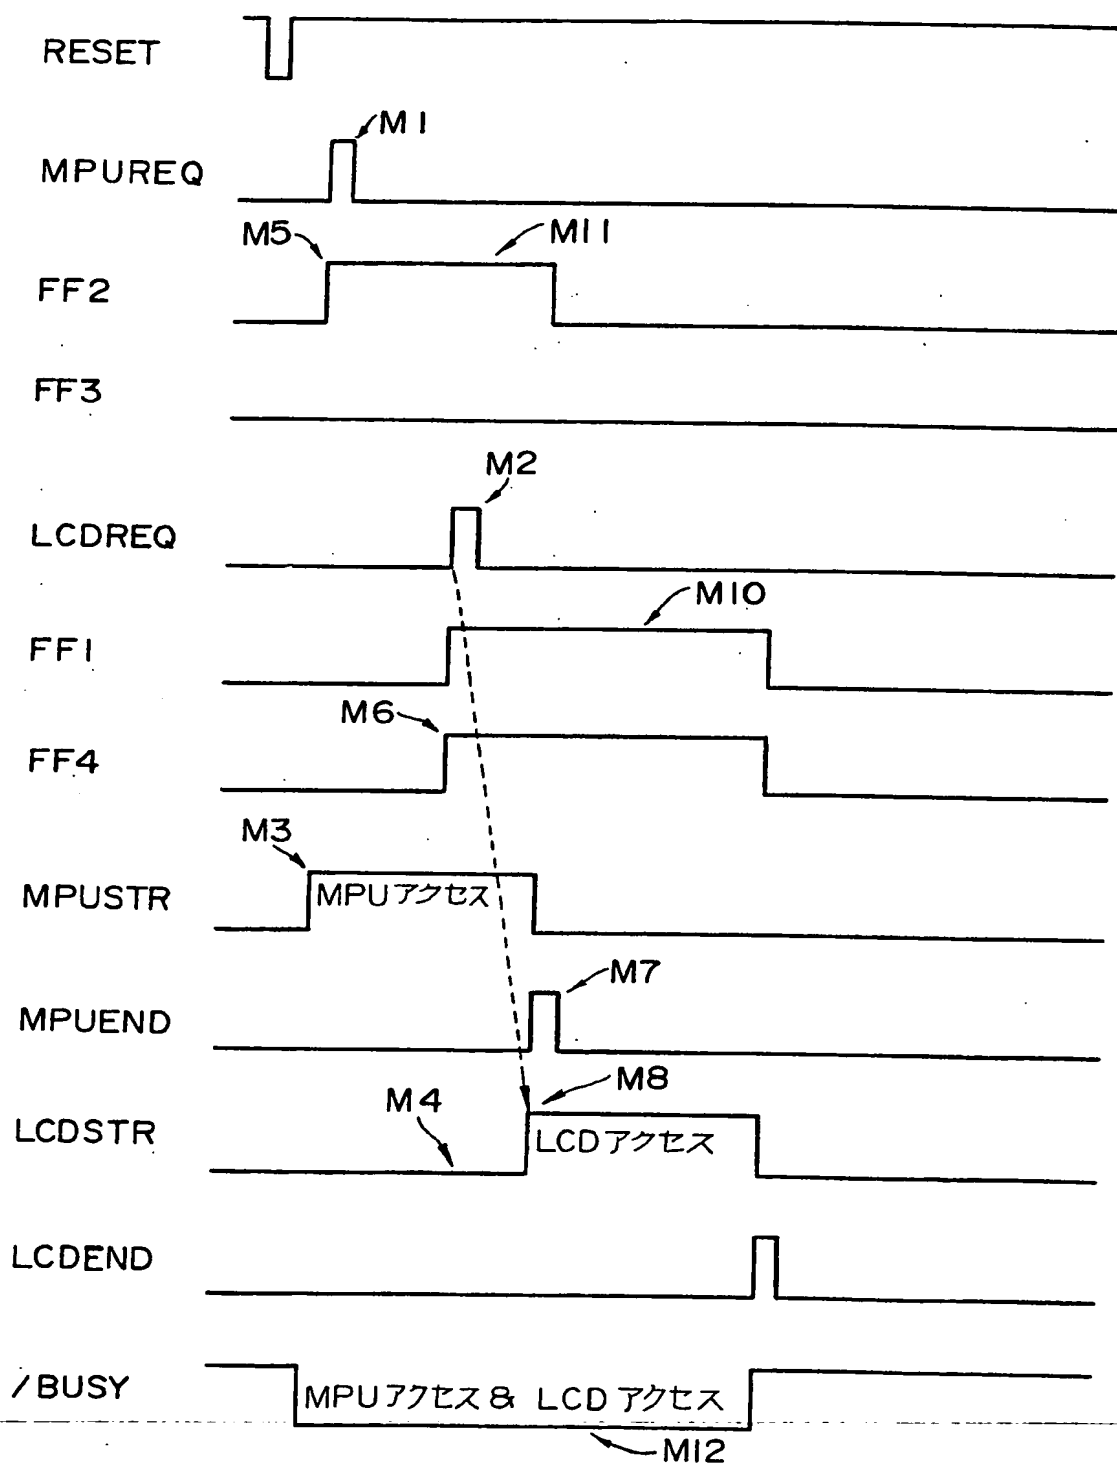 RESET
M1
MPUREQ
M5
M11
FF2
FF3
M2
LCDREQ
M10
FF1
M6
FF4
M3
MPUSTR
MPUアクセス
M7
MPUEND
M8
M4
LCDSTR
LCDアクセス
LCDEND
/BUSY
MPUアクセス& LCDアクセス
M12